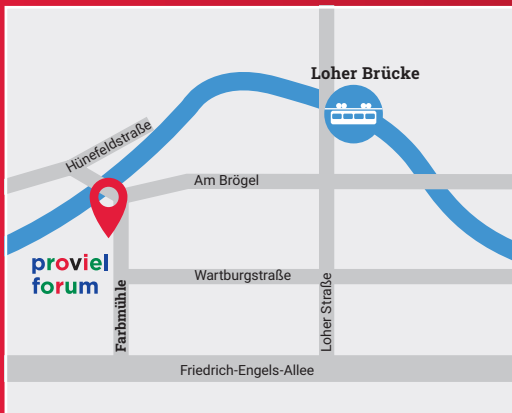 Loher Brücke
Hünefeldstraße
Am Brögel
proviel
forum
Wartburgstraße
Farbmühle
Loher Straße
Friedrich-Engels-Allee